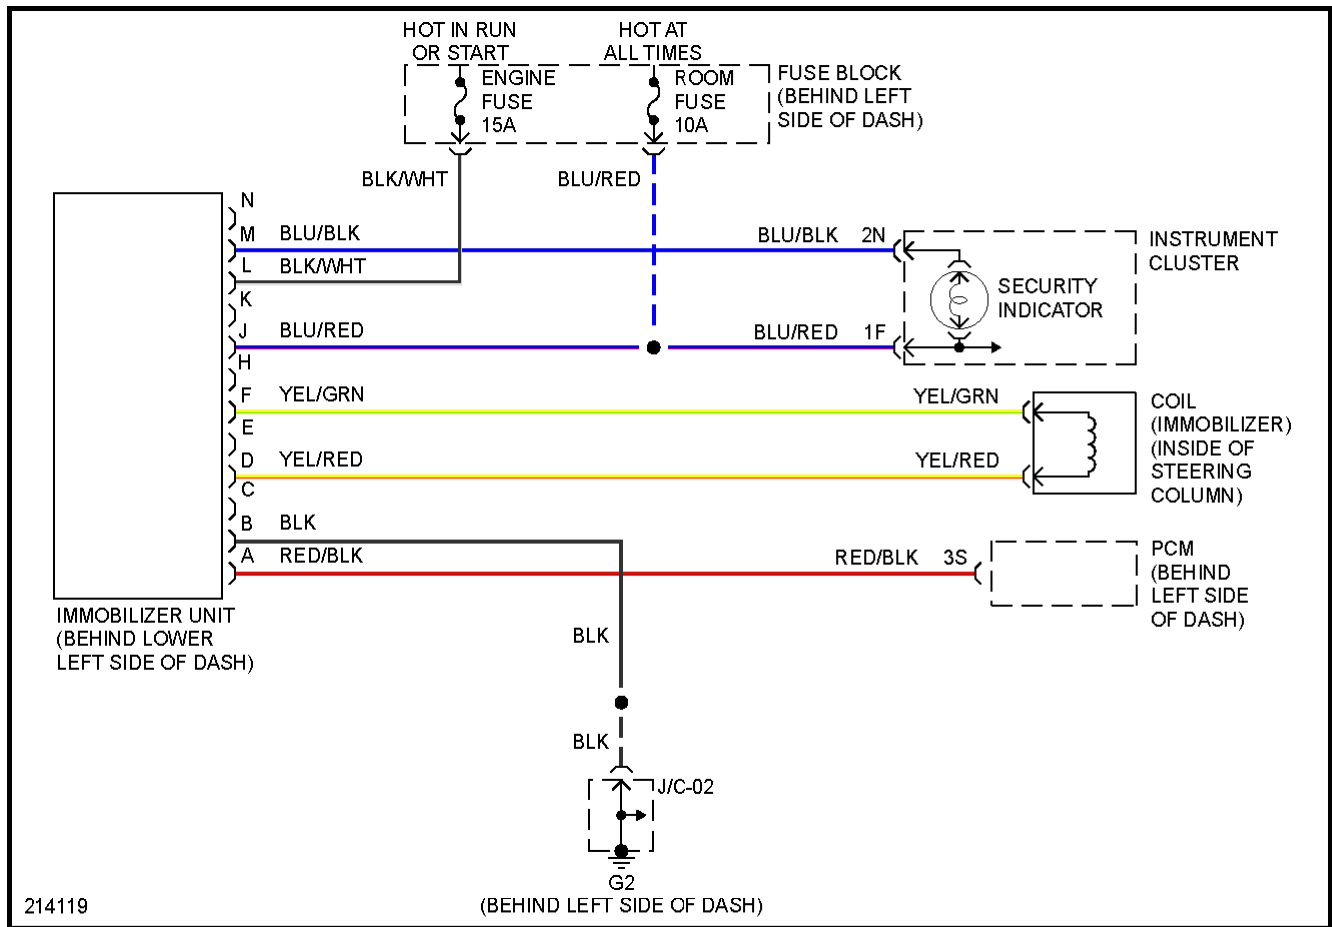 HOT IN RUN
OR START
HOT AT
ALL TIMES
ENGINE
FUSE
15A
ROOM
FUSE
10A
FUSE BLOCK
(BEHIND LEFT
SIDE OF DASH)
BLK/WHT
BLU/RED
N
M
BLU/BLK
BLU/BLK
2N
L
BLK/WHT
K
J
BLU/RED
BLU/RED
1F
H
INSTRUMENT
CLUSTER
SECURITY
INDICATOR
F
YEL/GRN
YEL/GRN
E
D
YEL/RED
YEL/RED
C
COIL
(IMMOBILIZER)
(INSIDE OF
STEERING
COLUMN)
B
BLK
A
RED/BLK
RED/BLK
3S
PCM
(BEHIND
LEFT SIDE
OF DASH)
IMMOBILIZER UNIT
(BEHIND LOWER
LEFT SIDE OF DASH)
BLK
BLK
J/C-02
G2
(BEHIND LEFT SIDE OF DASH)
214119